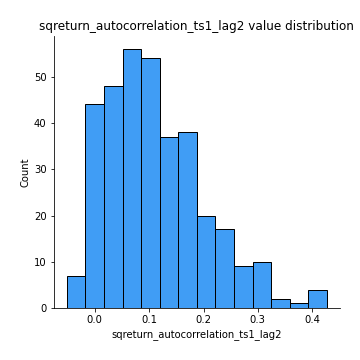 sqreturn_autocorrelation_ts1_lag2 value distribution
50
40
30
20
10
0
Count
0.0 0.1 0.2 0.3 0.4
sqreturn_autocorrelation_ts1_lag2